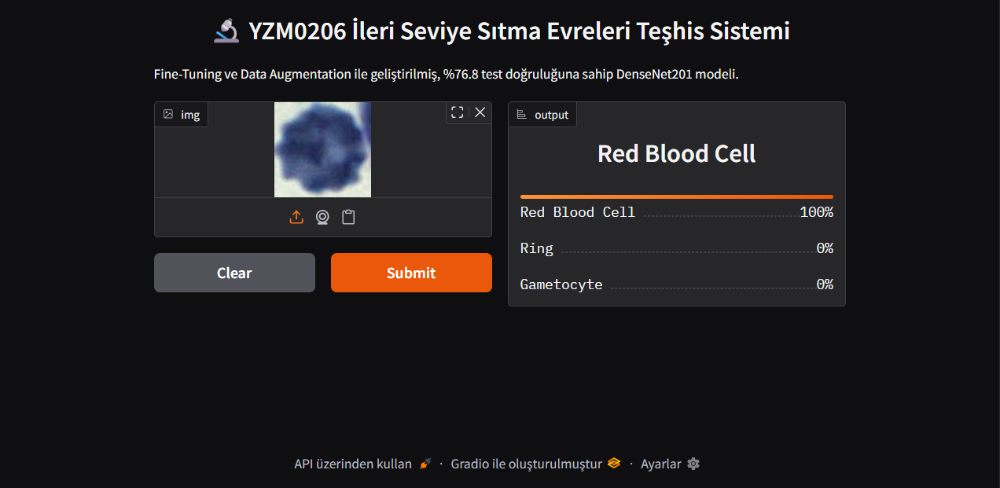 YZM0206 İleri Seviye Sıtma Evreleri Teşhis Sistemi
Fine-Tuning ve Data Augmentation ile geliştirilmiş, %76.8 test doğruluğuna sahip DenseNet201 modeli.
img
output
Red Blood Cell
Red Blood Cell 100%
Ring 0%
Gametocyte 0%
Clear
Submit
API üzerinden kullan · Gradio ile oluşturulmuştur · Ayarlar